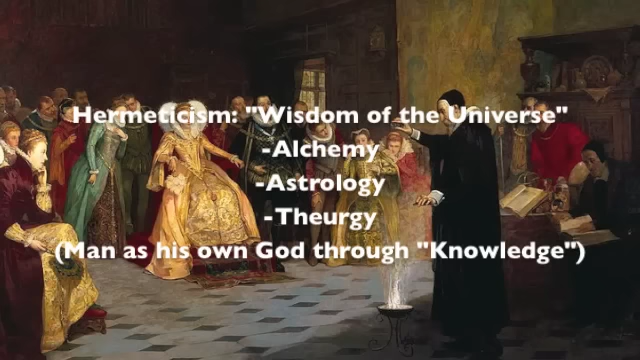 Hermeticism: "Wisdom of the Universe"
-Alchemy
-Astrology
-Theurgy
(Man as his own God through "Knowledge")